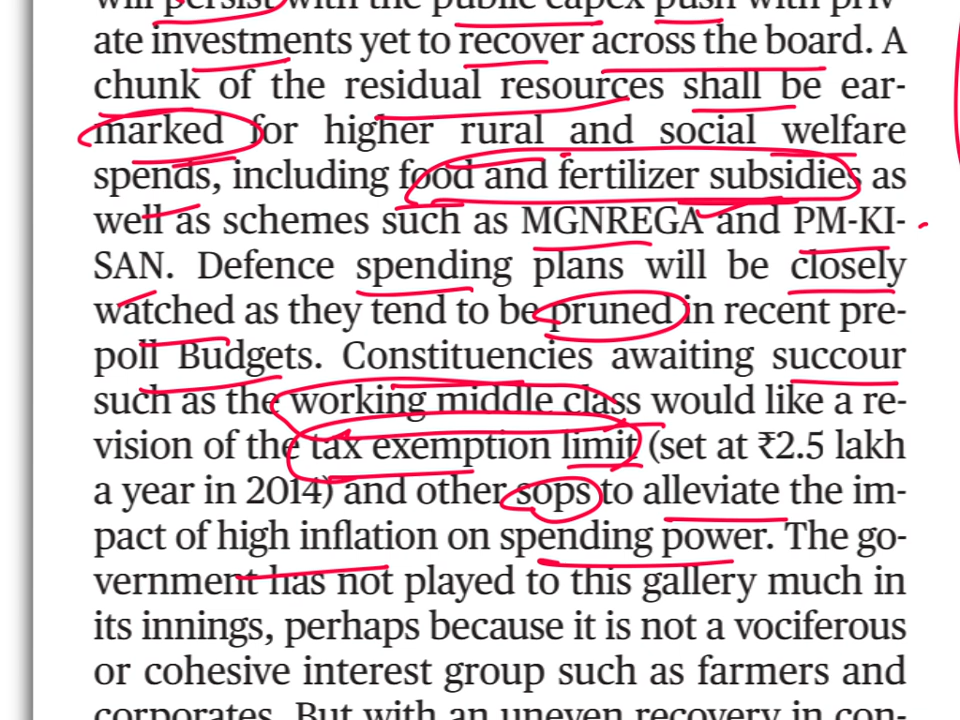 will persist with the public capex push with priv-
ate investments yet to recover across the board. A
chunk of the residual resources shall be ear-
marked for higher rural and social welfare
spends, including food and fertilizer subsidies as
well as schemes such as MGNREGA and PM-KI-
SAN. Defence spending plans will be closely
watched as they tend to be pruned in recent pre-
poll Budgets. Constituencies awaiting succour
such as the working middle class would like a re-
vision of the tax exemption limit (set at ₹2.5 lakh
a year in 2014) and other sops to alleviate the im-
pact of high inflation on spending power. The go-
vernment has not played to this gallery much in
its innings, perhaps because it is not a vociferous
or cohesive interest group such as farmers and
corporates. But with an uneven recovery in con-